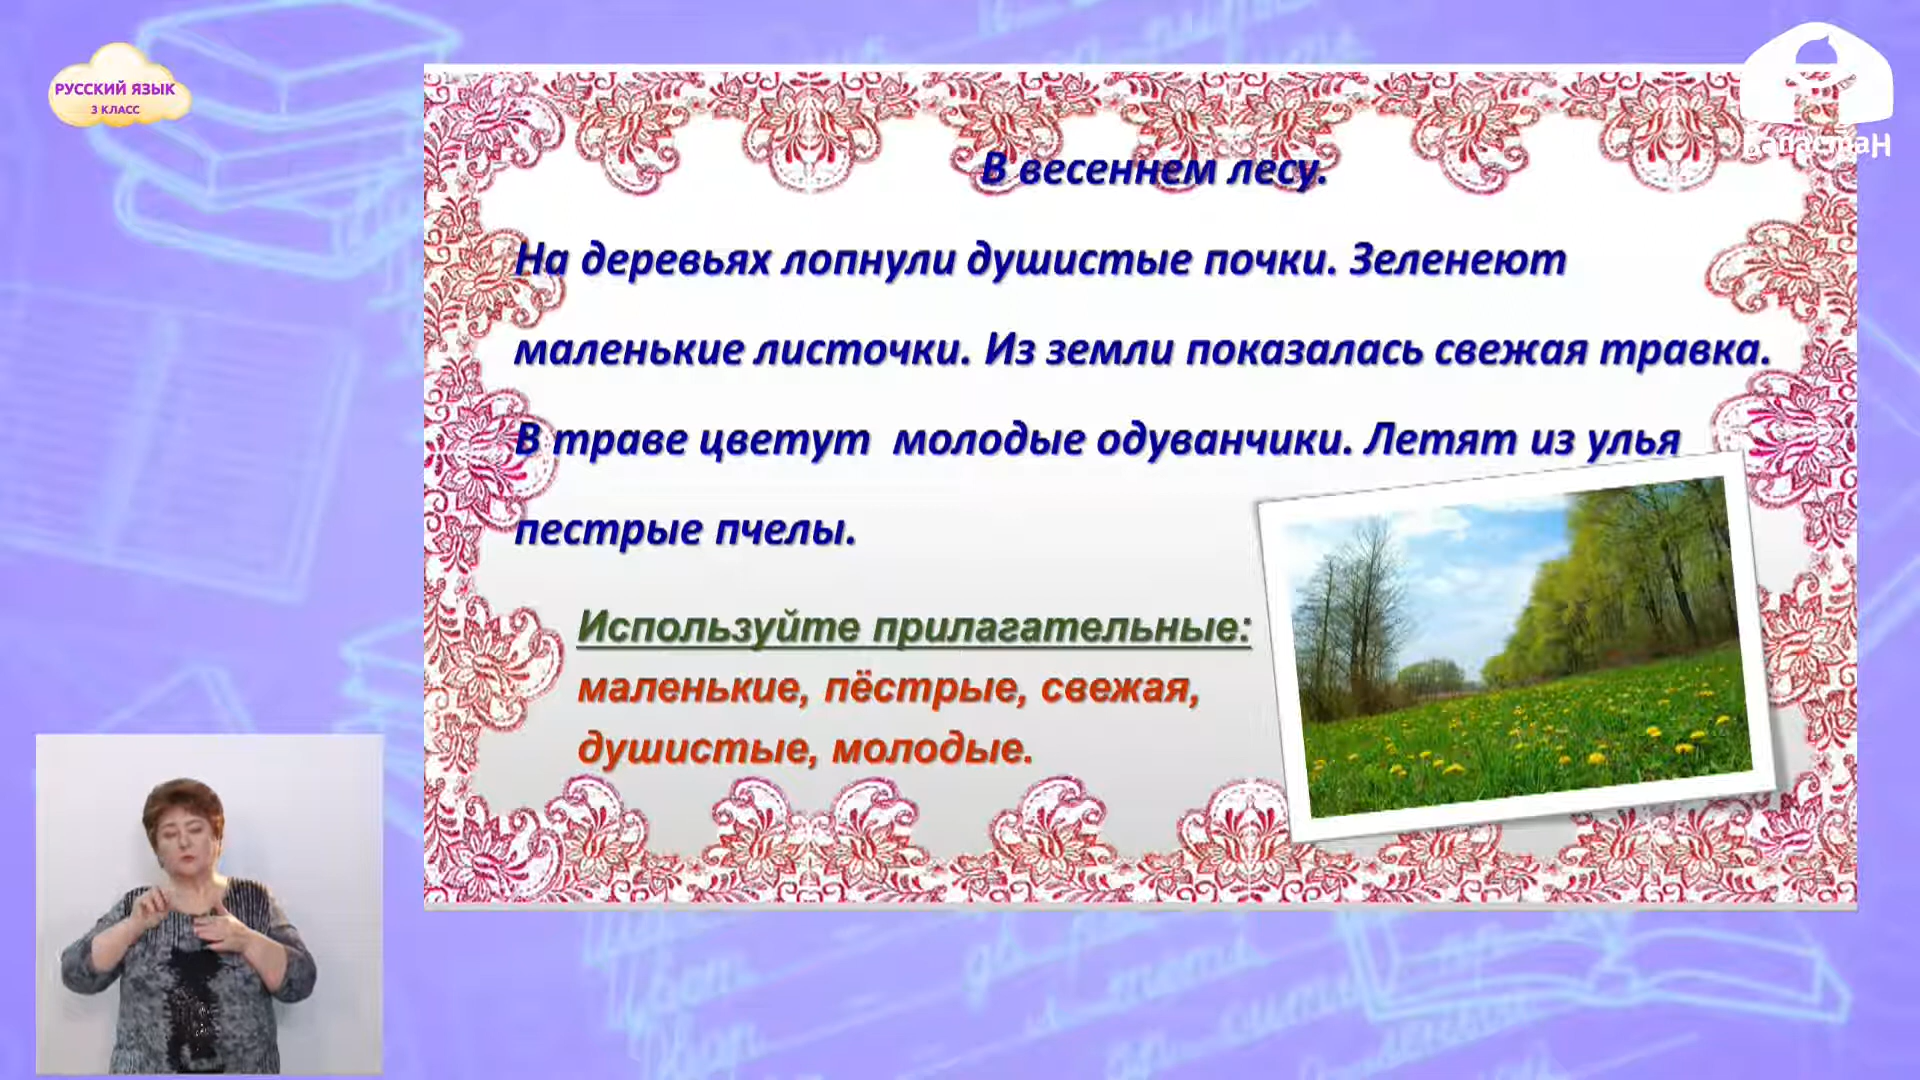 РУССКИЙ ЯЗЫК
3 КЛАСС
В весеннем лесу.
На деревьях лопнули душистые почки. Зеленеют
маленькие листочки. Из земли показалась свежая травка.
В траве цветут молодые одуванчики. Летят из улья
пестрые пчелы.
Используйте прилагательные:
маленькие, пёстрые, свежая,
душистые, молодые.